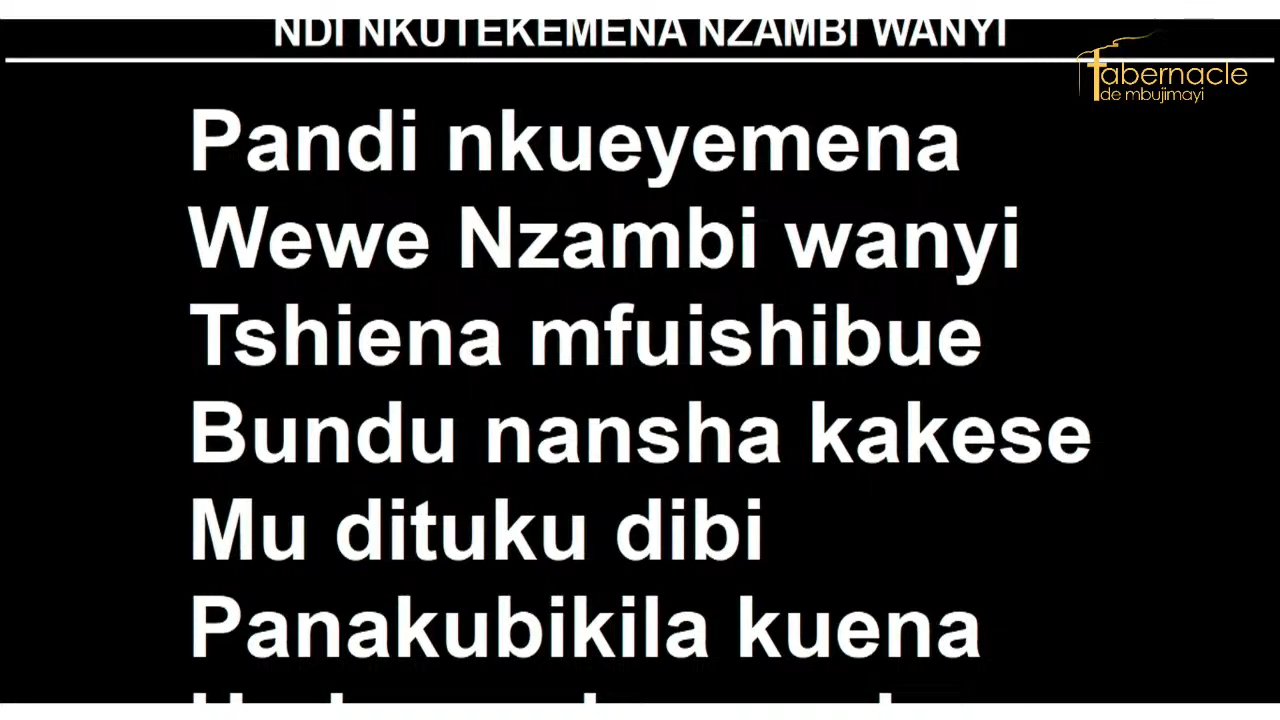 NDI NKUTEKEMENA NZAMBI WANYI
tabernacle
de mbujimayi
Pandi nkueyemena
Wewe Nzambi wanyi
Tshiena mfuishibue
Bundu nansha kakese
Mu dituku dibi
Panakubikila kuena